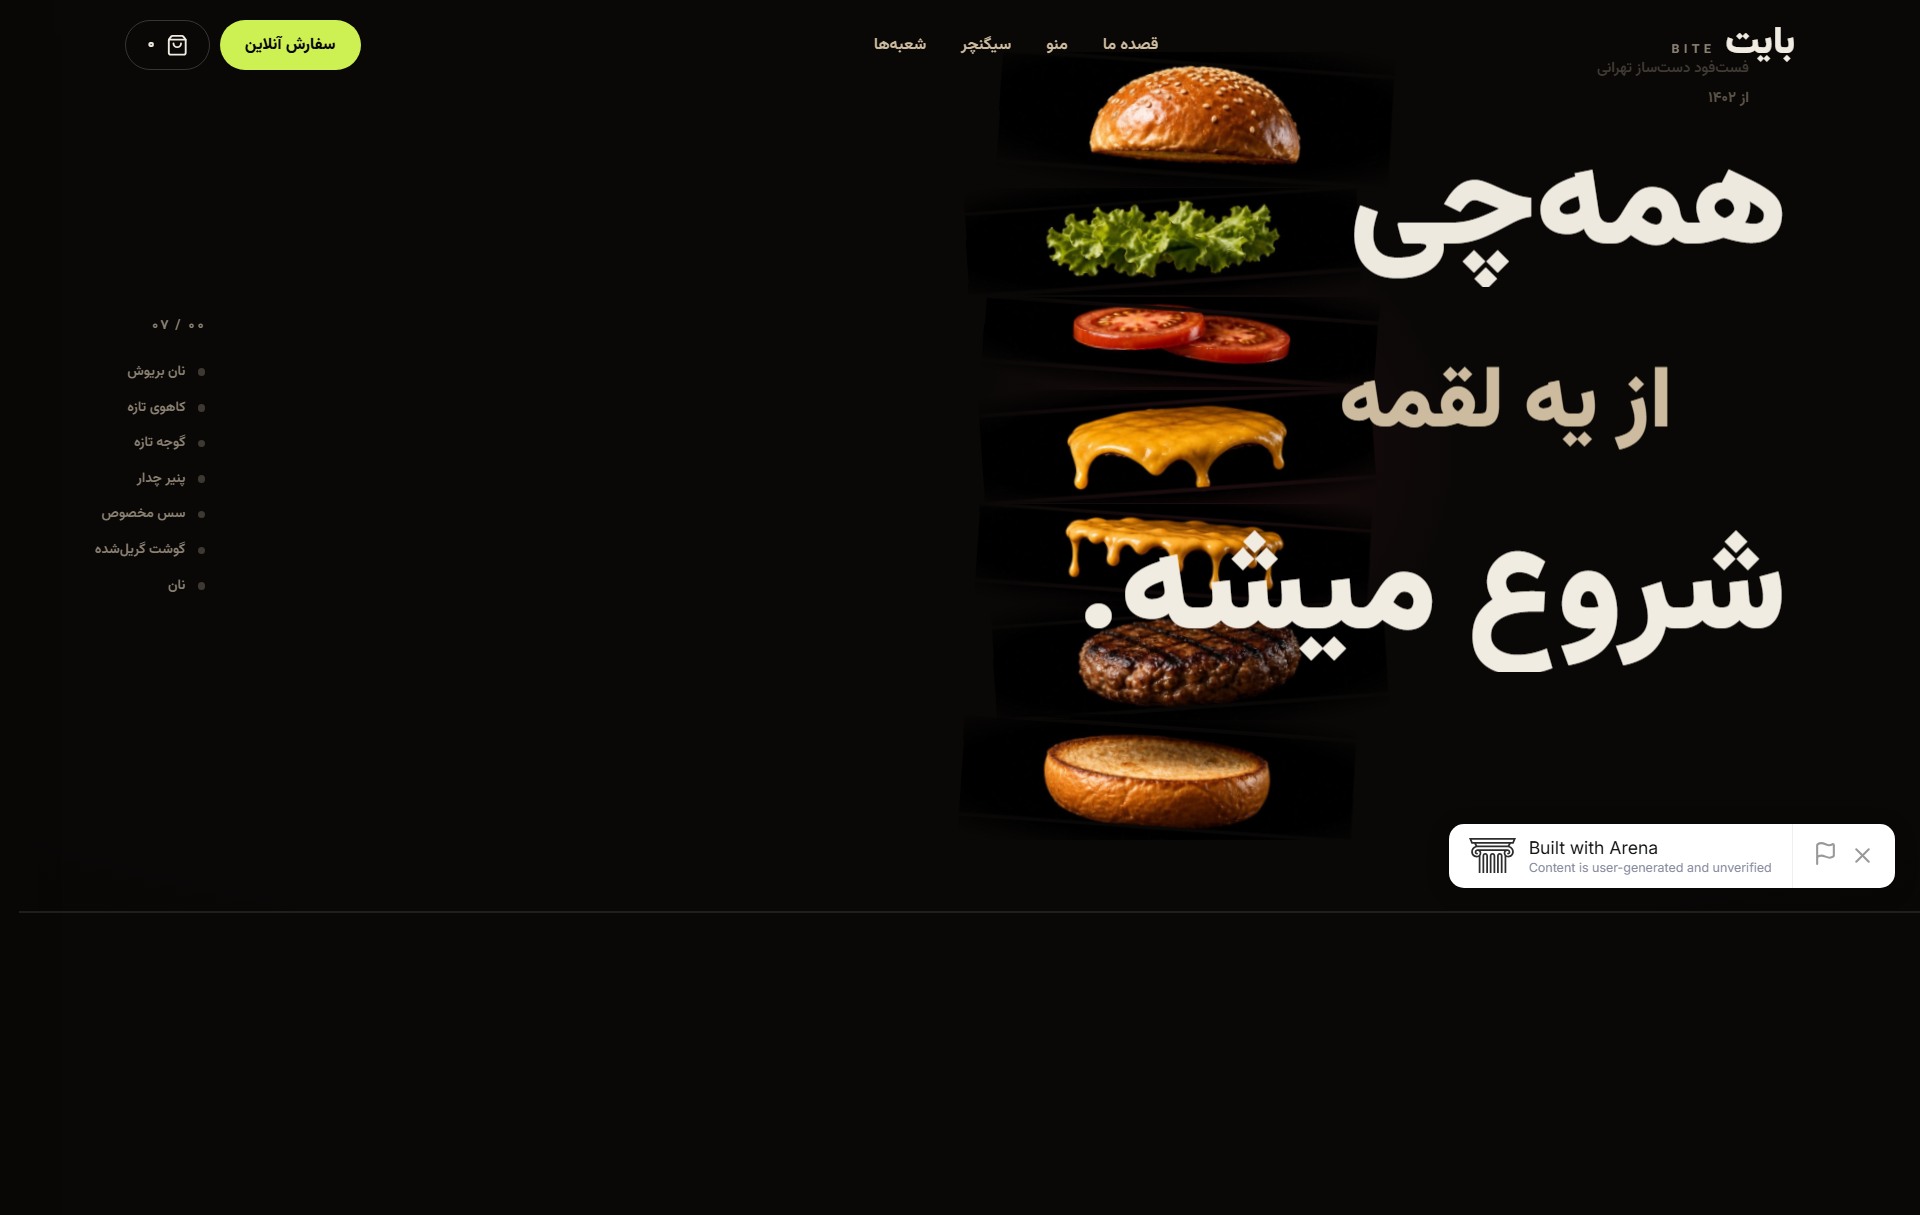 بایت BITE
قصده ما
منو
سیگنچر
شعبه‌ها
سفارش آنلاین
۰
فست‌فود دست‌ساز تهرانی
از ۱۴۰۲
همه‌چی
از یه لقمه
شروع میشه.
۰۷ / ۰۰
نان بریوش
کاهوی تازه
گوجه تازه
پنیر چدار
سس مخصوص
گوشت گریل‌شده
نان
Built with Arena
Content is user-generated and unverified